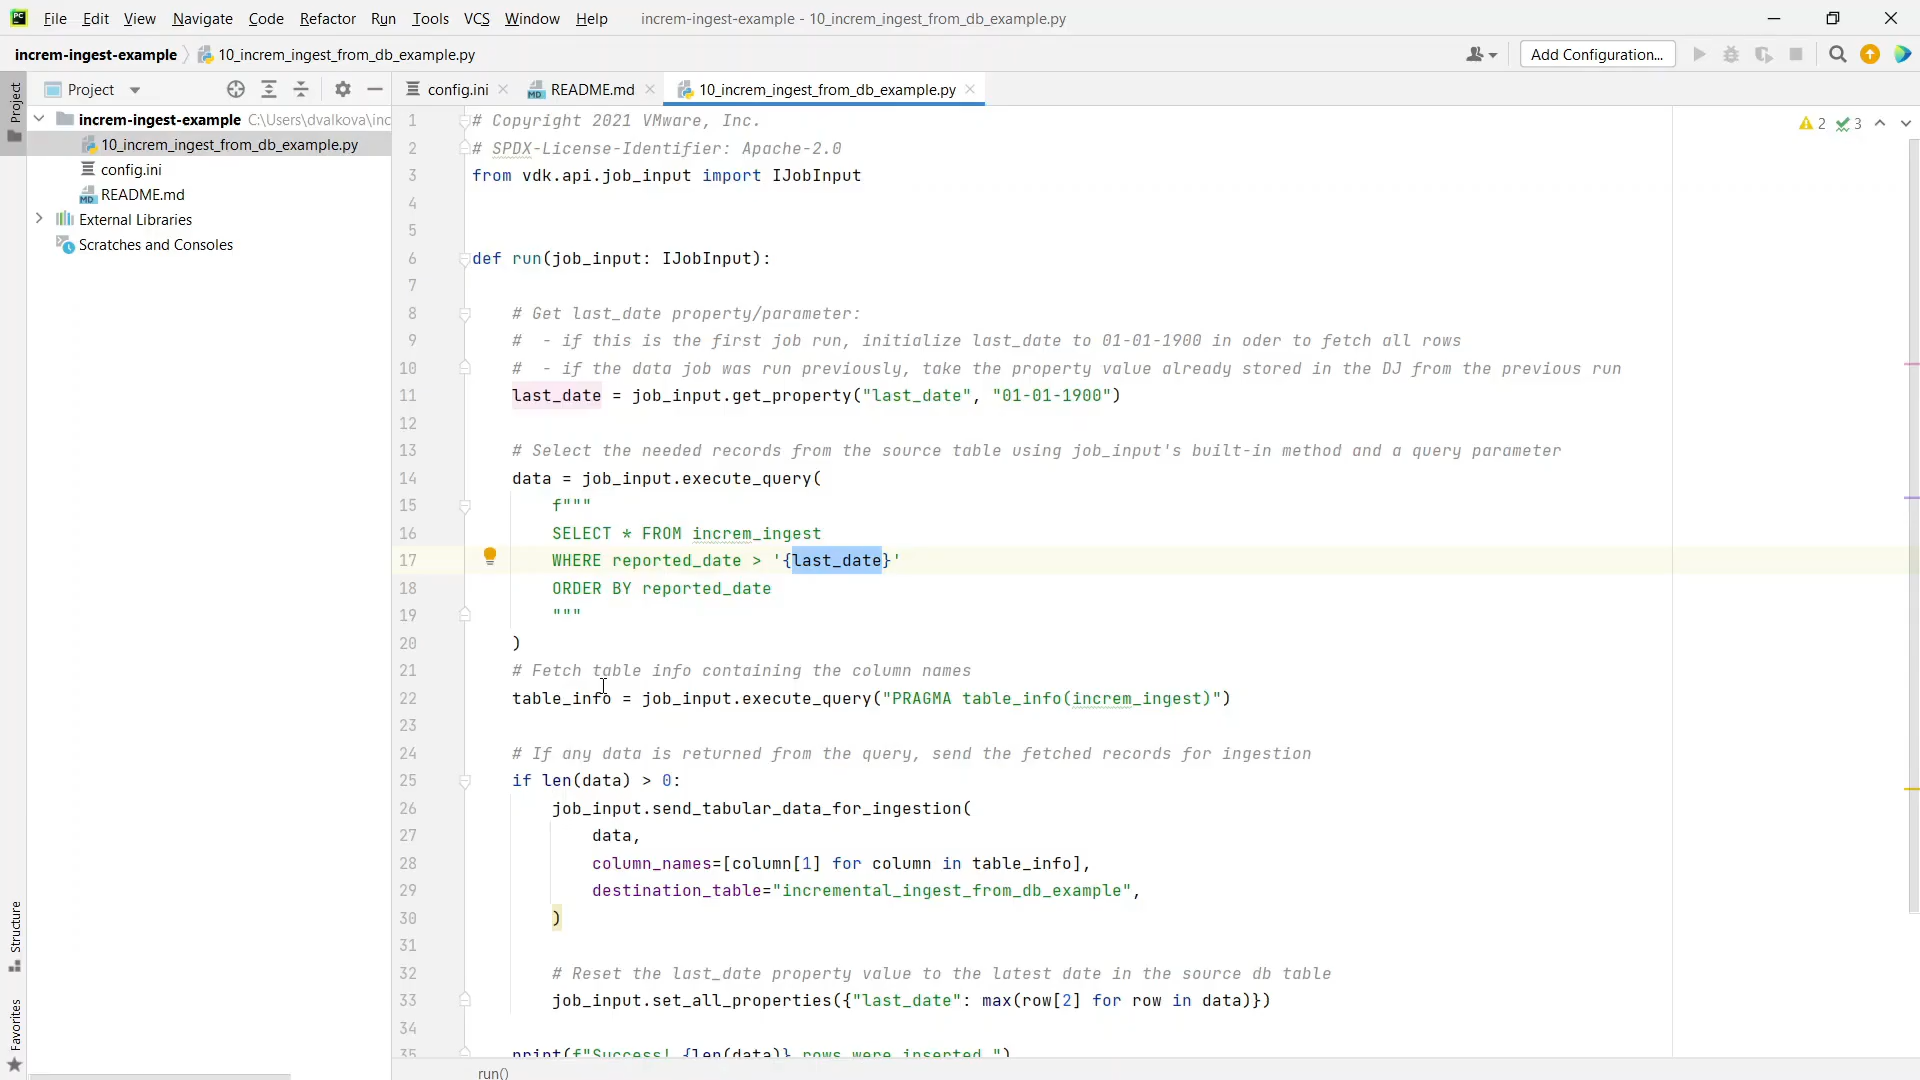 File Edit View Navigate Code Refactor Run Tools VCS Window Help increm-ingest-example - 10_increm_ingest_from_db_example.py
increm-ingest-example 10_increm_ingest_from_db_example.py Add Configuration...
Project config.ini README.md 10_increm_ingest_from_db_example.py
Project
increm-ingest-example C:\Users\dvalkova\inc
10_increm_ingest_from_db_example.py
config.ini
README.md
External Libraries
Scratches and Consoles
Structure
Favorites
2 3
1 # Copyright 2021 VMware, Inc.
2 # SPDX-License-Identifier: Apache-2.0
3 from vdk.api.job_input import IJobInput
4
5
6 def run(job_input: IJobInput):
7
8 # Get last_date property/parameter:
9 #  - if this is the first job run, initialize last_date to 01-01-1900 in oder to fetch all rows
10 #  - if the data job was run previously, take the property value already stored in the DJ from the previous run
11 last_date = job_input.get_property("last_date", "01-01-1900")
12
13 # Select the needed records from the source table using job_input's built-in method and a query parameter
14 data = job_input.execute_query(
15 f"""
16 SELECT * FROM increm_ingest
17 WHERE reported_date > '{last_date}'
18 ORDER BY reported_date
19 """
20 )
21 # Fetch table info containing the column names
22 table_info = job_input.execute_query("PRAGMA table_info(increm_ingest)")
23
24 # If any data is returned from the query, send the fetched records for ingestion
25 if len(data) > 0:
26 job_input.send_tabular_data_for_ingestion(
27 data,
28 column_names=[column[1] for column in table_info],
29 destination_table="incremental_ingest_from_db_example",
30 )
31
32 # Reset the last_date property value to the latest date in the source db table
33 job_input.set_all_properties({"last_date": max(row[2] for row in data)})
34
35 print(f"Success! {len(data)} rows were inserted.")
run()